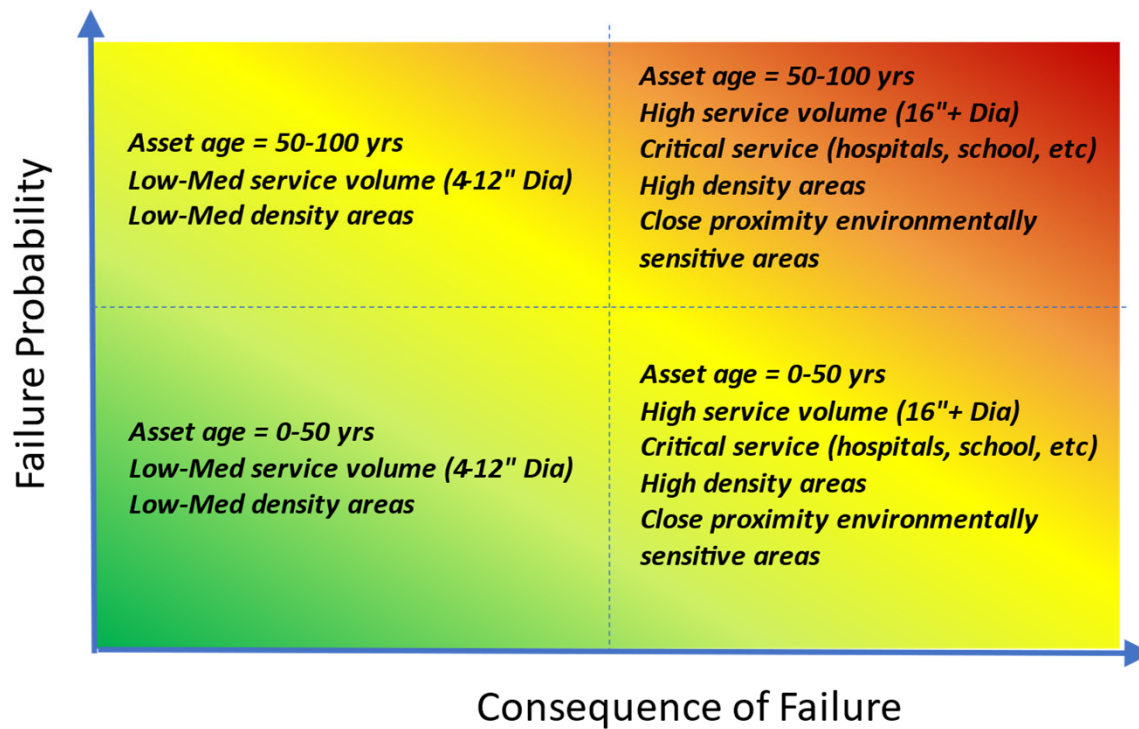 Failure Probability
Asset age = 50-100 yrs
Low-Med service volume (4-12" Dia)
Low-Med density areas
Asset age = 50-100 yrs
High service volume (16"+ Dia)
Critical service (hospitals, school, etc)
High density areas
Close proximity environmentally
sensitive areas
Asset age = 0-50 yrs
Low-Med service volume (4-12" Dia)
Low-Med density areas
Asset age = 0-50 yrs
High service volume (16"+ Dia)
Critical service (hospitals, school, etc)
High density areas
Close proximity environmentally
sensitive areas
Consequence of Failure